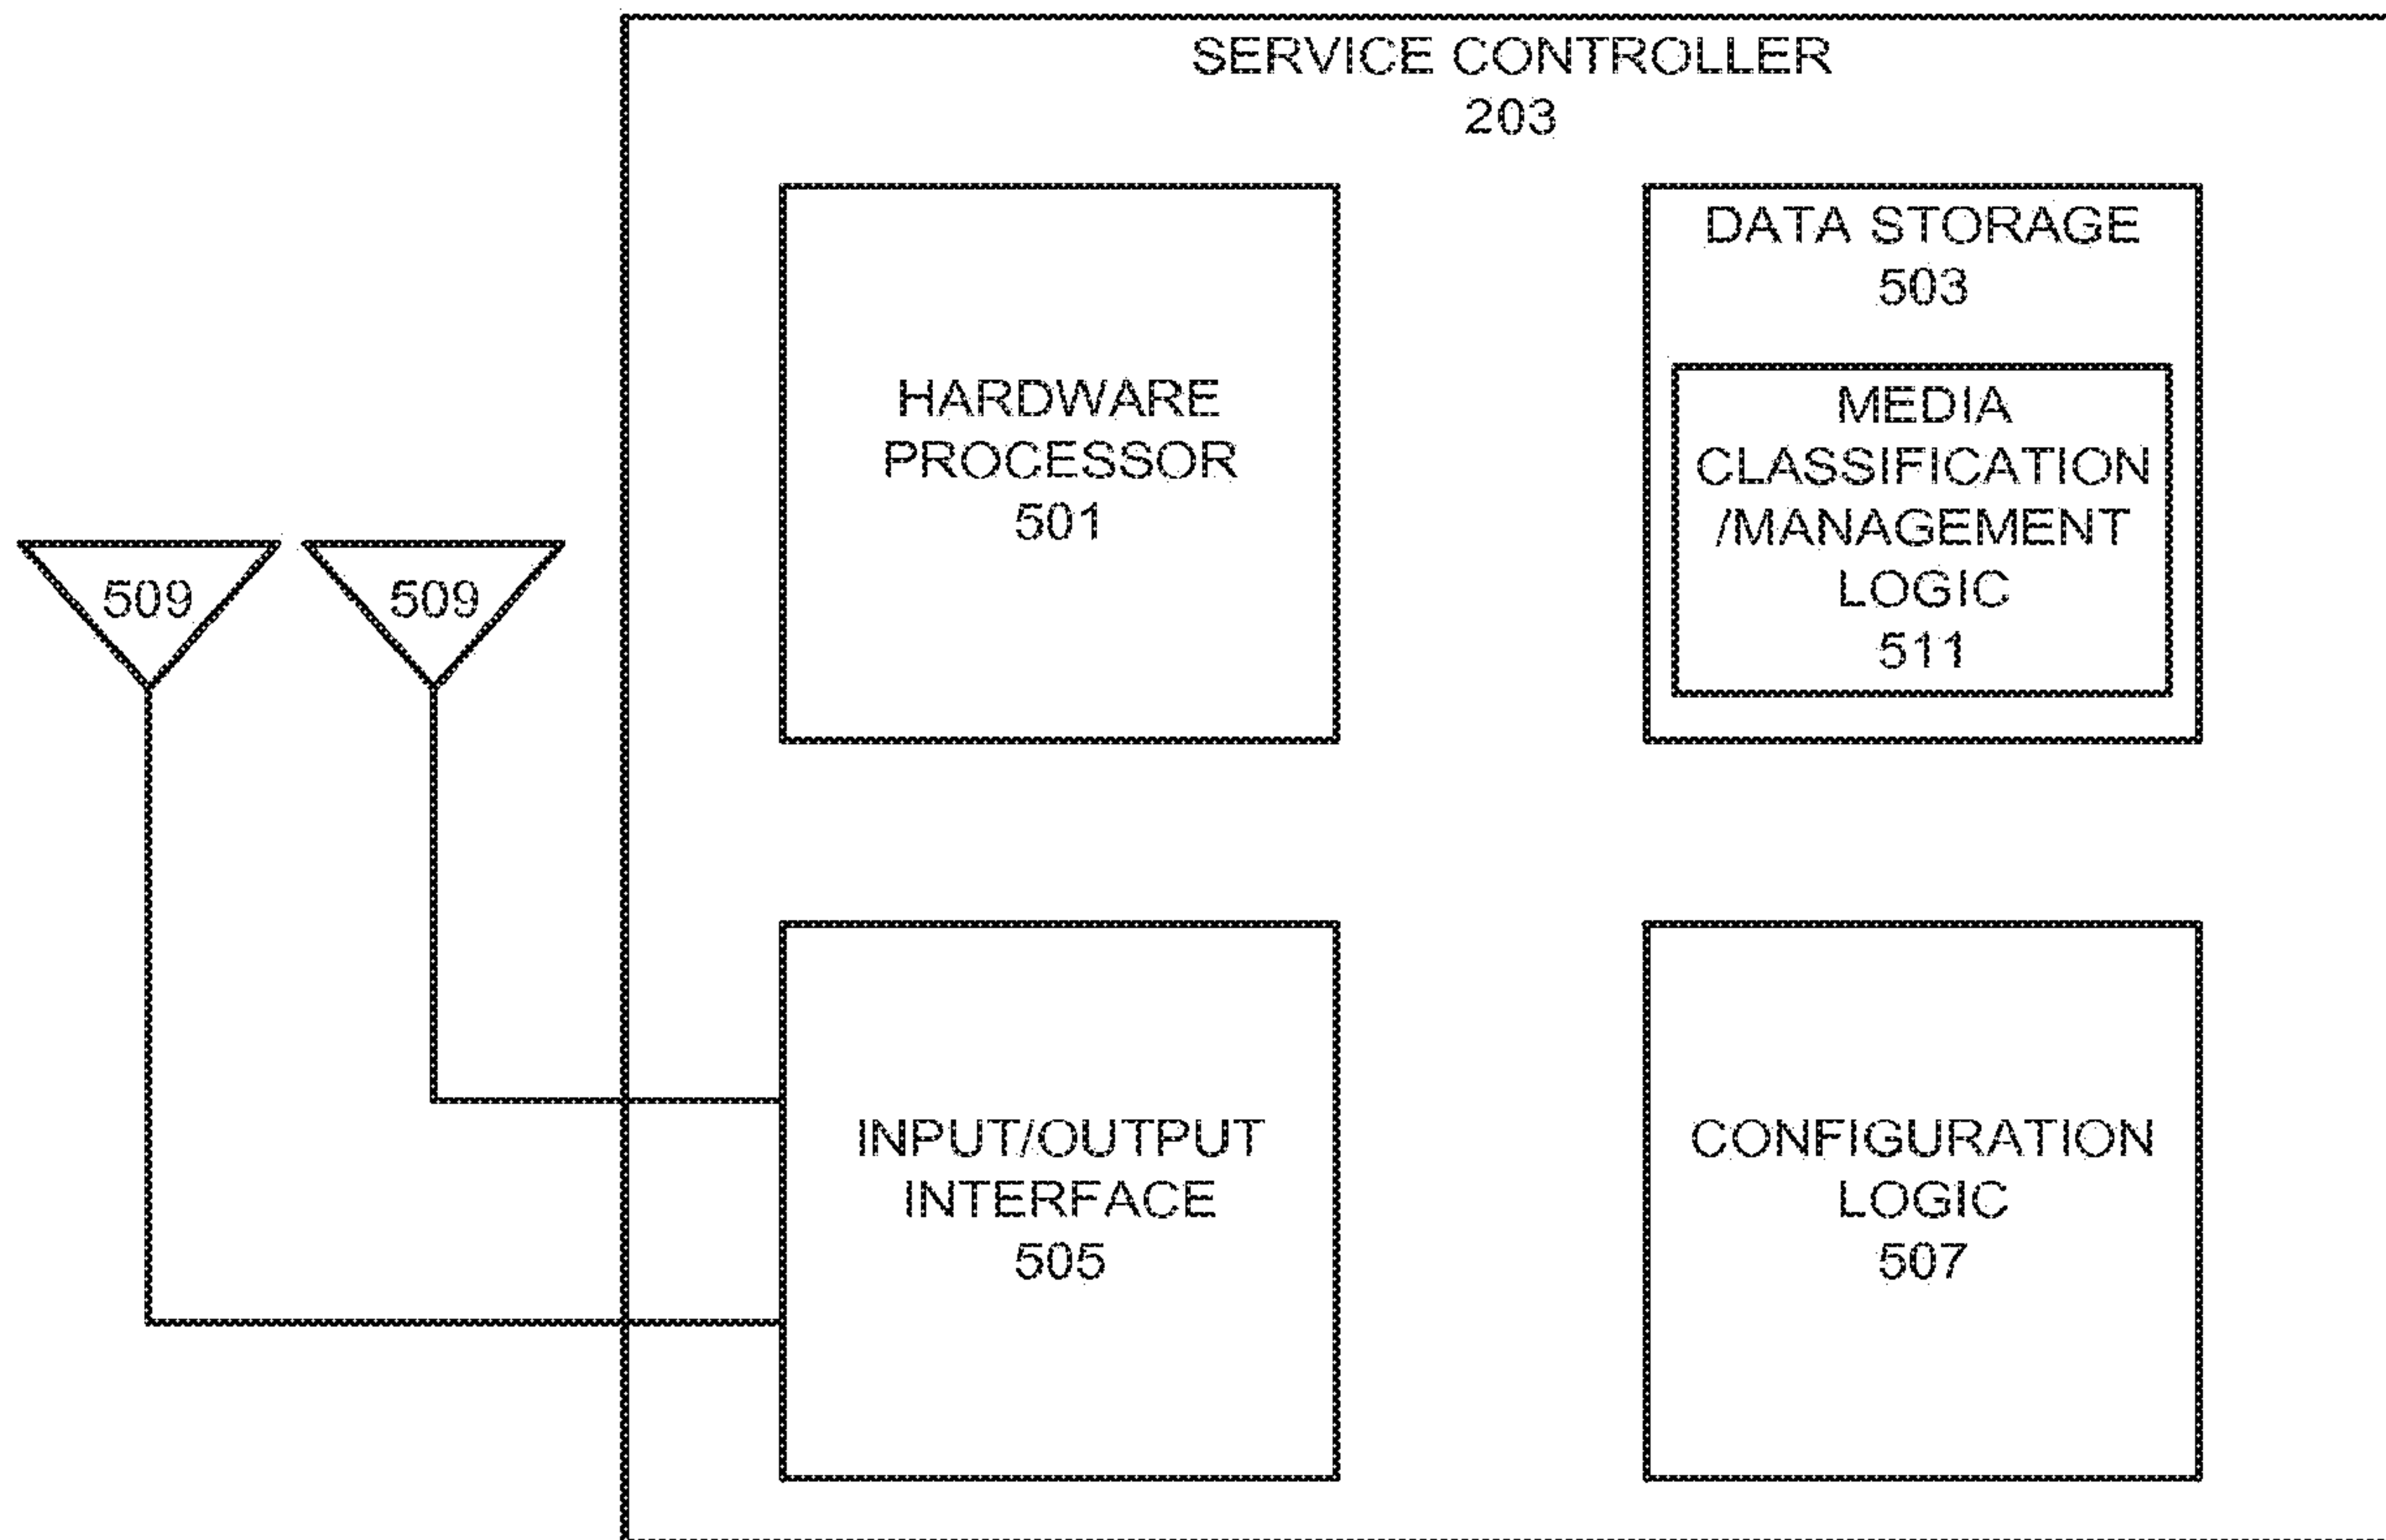 SERVICE CONTROLLER
203
HARDWARE
PROCESSOR
501
DATA STORAGE
503
MEDIA
CLASSIFICATION
/MANAGEMENT
LOGIC
511
509
509
INPUT/OUTPUT
INTERFACE
505
CONFIGURATION
LOGIC
507